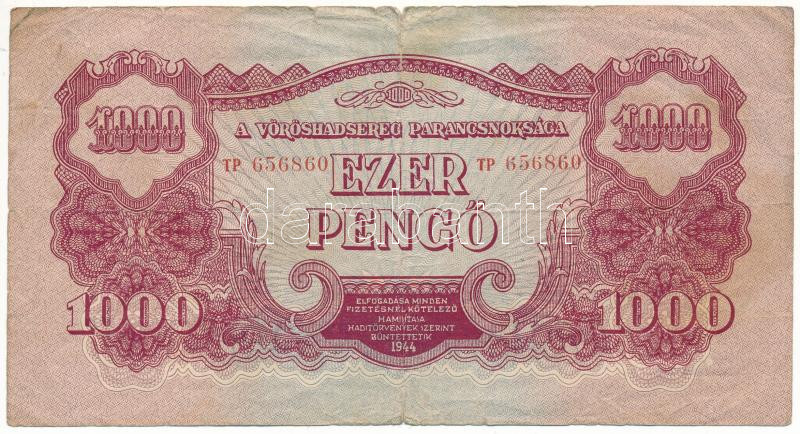 1000 1000
A VÖRÖSHADSEREG PARANCSNOKSÁGA
TP 656860 TP 656860
EZER
PENGŐ
darabanth
1000 1000
ELFOGADÁSA MINDEN
FIZETÉSNÉL KÖTELEZŐ
HAMISÍTÁSA
HADITÖRVÉNYEK SZERINT
BÜNTETTETIK
1944